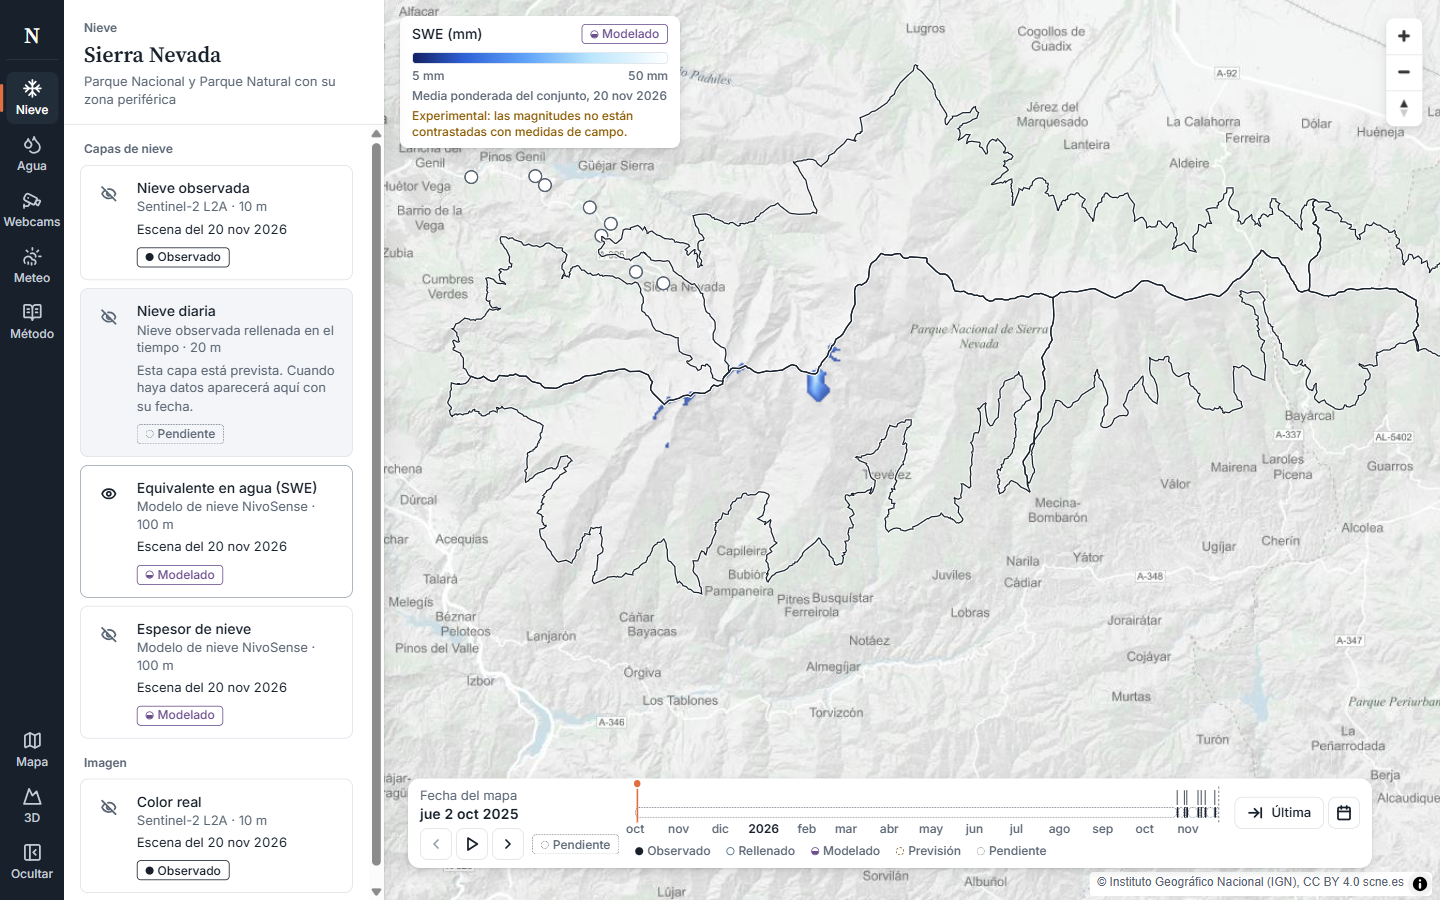 N
Nieve
Agua
Webcams
Meteo
Método
Mapa
3D
Ocultar
Nieve
Sierra Nevada
Parque Nacional y Parque Natural con su
zona periférica
Capas de nieve
Nieve observada
Sentinel-2 L2A · 10 m
Escena del 20 nov 2026
Observado
Nieve diaria
Nieve observada rellenada en el
tiempo · 20 m
Esta capa está prevista. Cuando
haya datos aparecerá aquí con
su fecha.
Pendiente
Equivalente en agua (SWE)
Modelo de nieve NivoSense ·
100 m
Escena del 20 nov 2026
Modelado
Espesor de nieve
Modelo de nieve NivoSense ·
100 m
Escena del 20 nov 2026
Modelado
Imagen
Color real
Sentinel-2 L2A · 10 m
Escena del 20 nov 2026
Observado
SWE (mm)
Modelado
5 mm
50 mm
Media ponderada del conjunto, 20 nov 2026
Experimental: las magnitudes no están
contrastadas con medidas de campo.
Alfacar
Lugros
Cogollos de
Guadix
A-92
Jérez del
Marquesado
La Calahorra
Dólar
Huéneja
Ferreira
Lanteira
Aldeire
Genil
Pinos Genil
Güéjar Sierra
Huétor Vega
Barrio de la
Vega
Zubia
Cumbres
Verdes
Sierra Nevada
Parque Nacional de Sierra
Nevada
Bayárcal
A-337
AL-5402
Laroles
Mairena
Picena
Guarros
Válor
Trevélez
Mecina-
Bombarón
Alcolea
Cherín
Ugíjar
Dúrcal
Acequias
Capileira
Bubión
Pampaneira
Pitres
Busquístar
Ferreirola
Juviles
Narila
Yátor
Cádiar
A-348
Talará
Melegís
Béznar
Peloteos
Pinos del Valle
Cáñar
Bayacas
Lanjarón
Lobras
Jorairátar
Notáez
A-347
Órgiva
Almegíjar
Cojáyar
Izbor
Los Tablones
Murtas
Torvizcón
A-346
Turón
La
Peñarrodada
Berja
Alcaudique
Fecha del mapa
jue 2 oct 2025
Pendiente
oct nov dic 2026 feb mar abr may jun jul ago sep oct nov
Observado Rellenado Modelado Previsión Pendiente
Última
Sorvilán
Albuñol
Lújar
© Instituto Geográfico Nacional (IGN), CC BY 4.0 scne.es